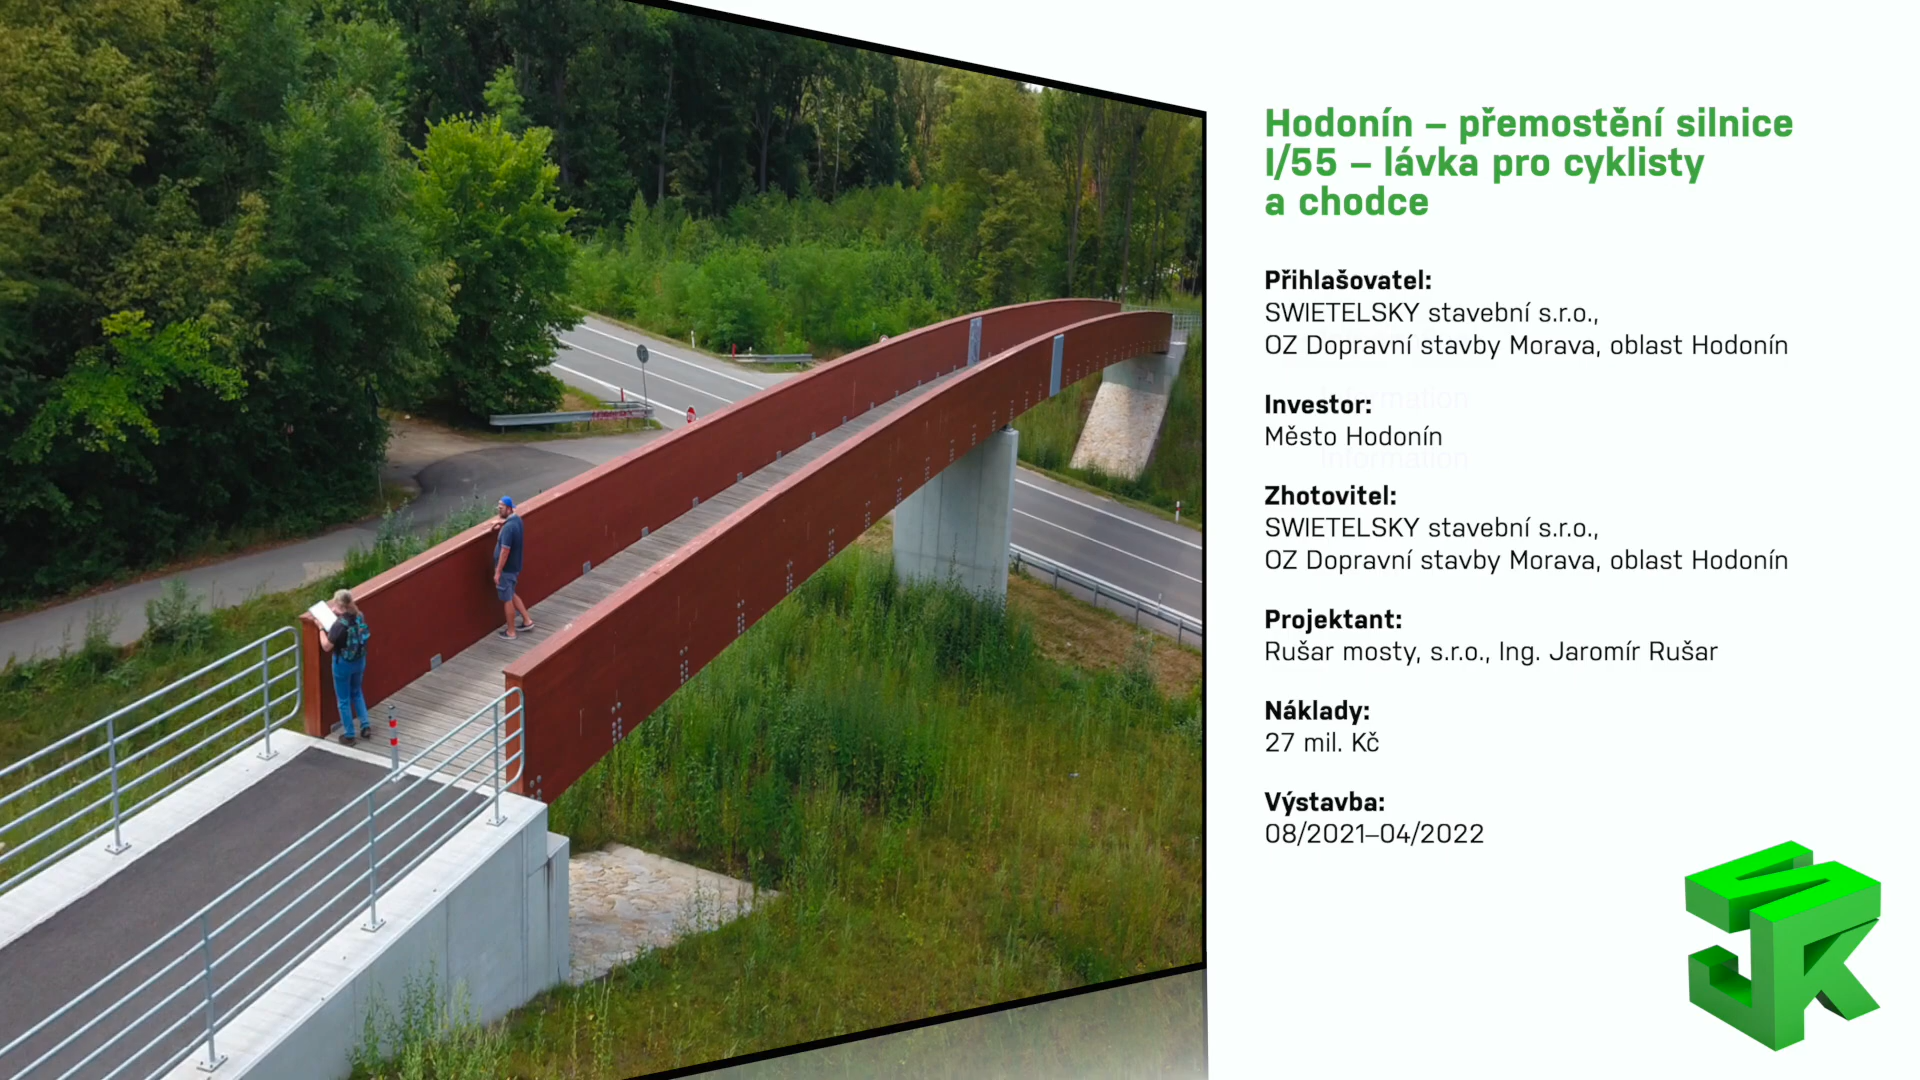 Hodonín – přemostění silnice
I/55 – lávka pro cyklisty
a chodce
Přihlašovatel:
SWIETELSKY stavební s.r.o.,
OZ Dopravní stavby Morava, oblast Hodonín
Investor:
Město Hodonín
Information
Zhotovitel:
SWIETELSKY stavební s.r.o.,
OZ Dopravní stavby Morava, oblast Hodonín
Projektant:
Rušar mosty, s.r.o., Ing. Jaromír Rušar
Náklady:
27 mil. Kč
Výstavba:
08/2021–04/2022
SJK